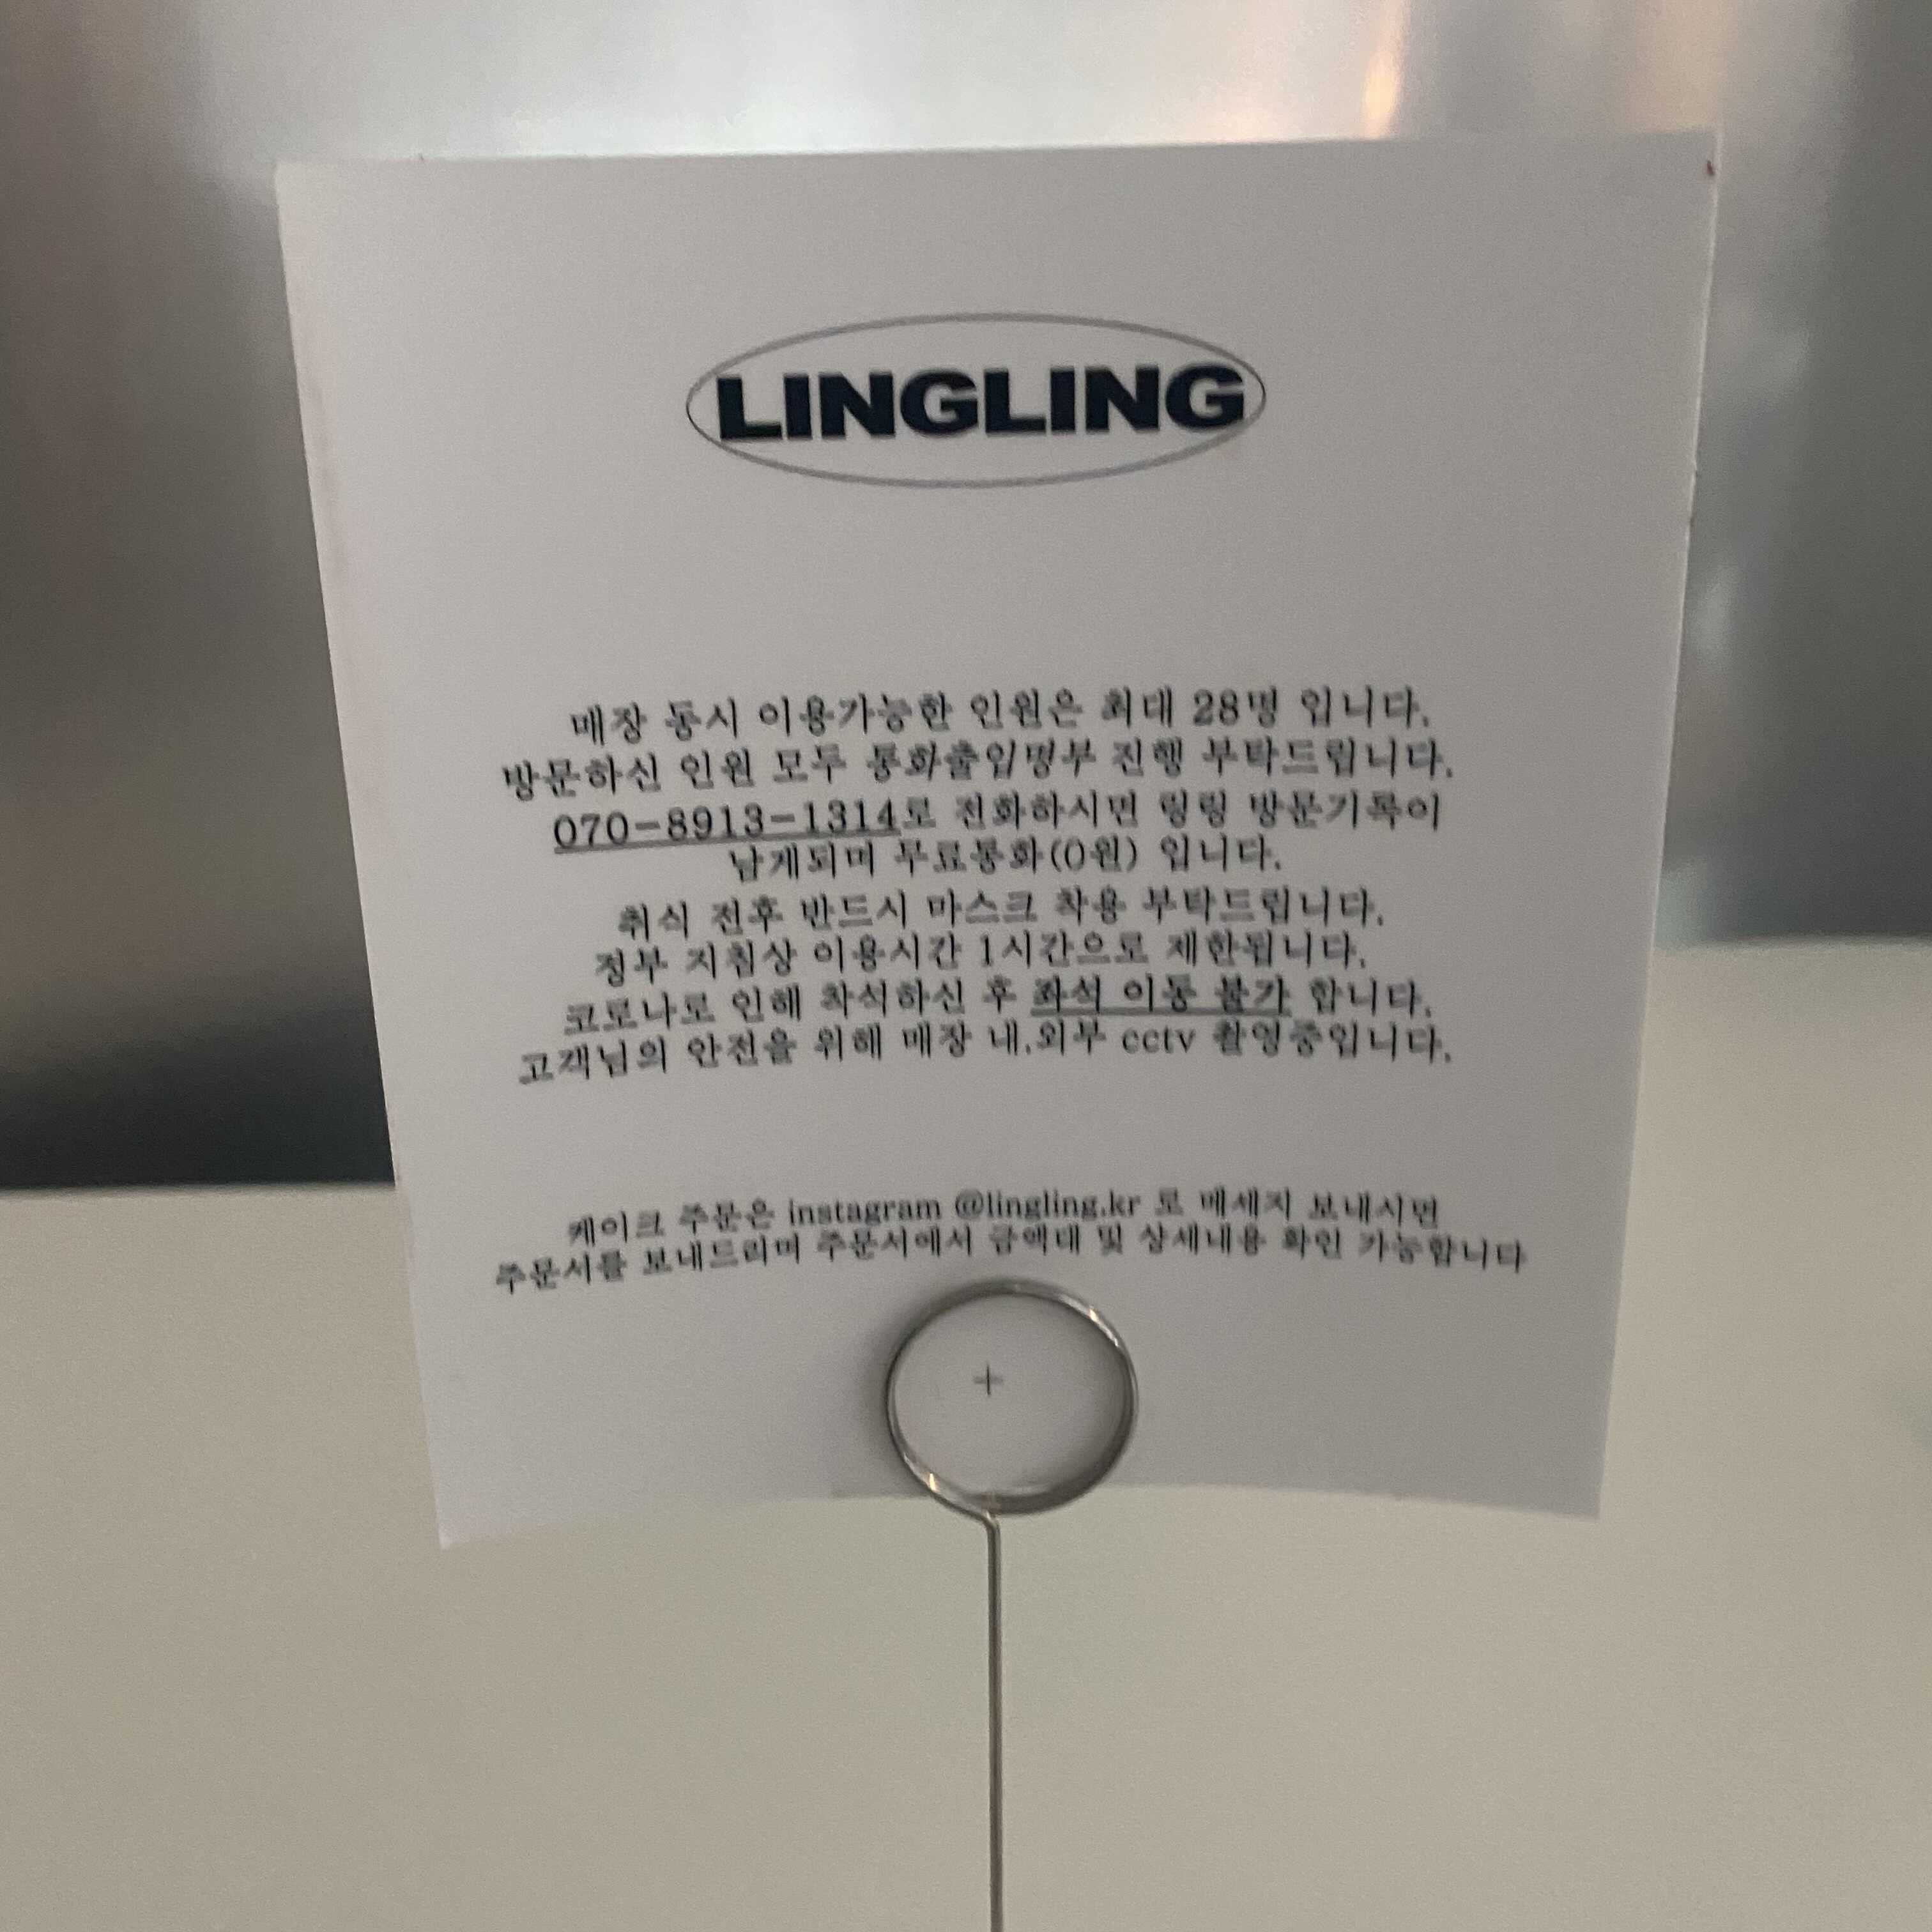 LINGLING
매장 동시 이용가능한 인원은 최대 28명 입니다.
방문하신 인원 모두 통화출입명부 진행 부탁드립니다.
070-8913-1314로 전화하시면 링링 방문기록이
남게되며 무료통화(0원) 입니다.
취식 전후 반드시 마스크 착용 부탁드립니다.
정부 지침상 이용시간 1시간으로 제한됩니다.
코로나로 인해 착석하신 후 좌석 이동 불가 합니다.
고객님의 안전을 위해 매장 내,외부 cctv 촬영중입니다.
케이크 주문은 instagram @lingling.kr 로 메세지 보내시면
주문서를 보내드리며 주문서에서 금액대 및 상세내용 확인 가능합니다
+